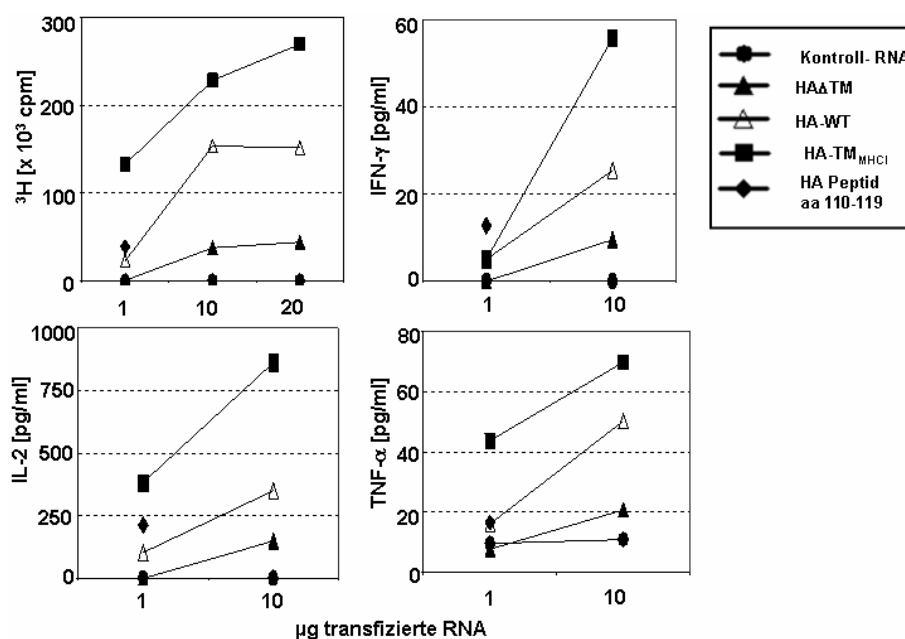 300
200
100
0
³H [x 10³ cpm]
1 10 20
60
40
20
0
IFN-γ [pg/ml]
1 10
Kontroll- RNA
HAΔTM
HA-WT
HA-TM_MHCI
HA Peptid
aa 110-119
1000
750
500
250
0
IL-2 [pg/ml]
1 10
80
60
40
20
0
TNF-α [pg/ml]
1 10
µg transfizierte RNA